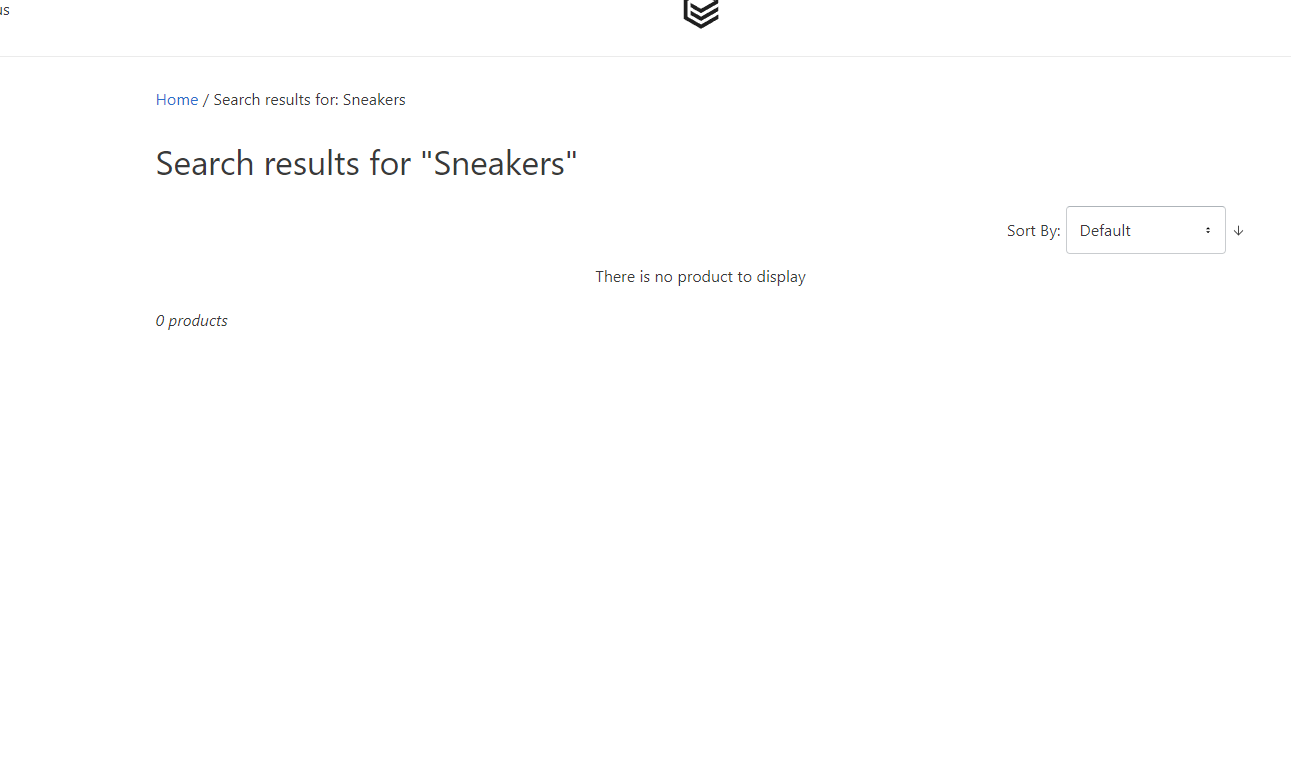 Home / Search results for: Sneakers
Search results for "Sneakers"
Sort By: Default
There is no product to display
0 products